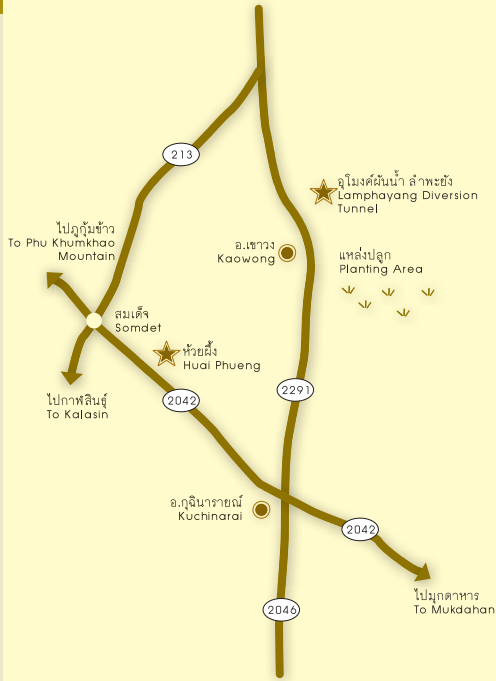 213
อุโมงค์ผันน้ำ ลำพะยัง
Lamphayang Diversion
Tunnel
ไปภูกุ้มข้าว
To Phu Khumkhao
Mountain
อ.เขาวง
Kaowong
แหล่งปลูก
Planting Area
สมเด็จ
Somdet
ห้วยผึ้ง
Huai Phueng
ไปกาฬสินธุ์
To Kalasin
2042
2291
อ.กุฉินารายณ์
Kuchinarai
2042
ไปมุกดาหาร
To Mukdahan
2046